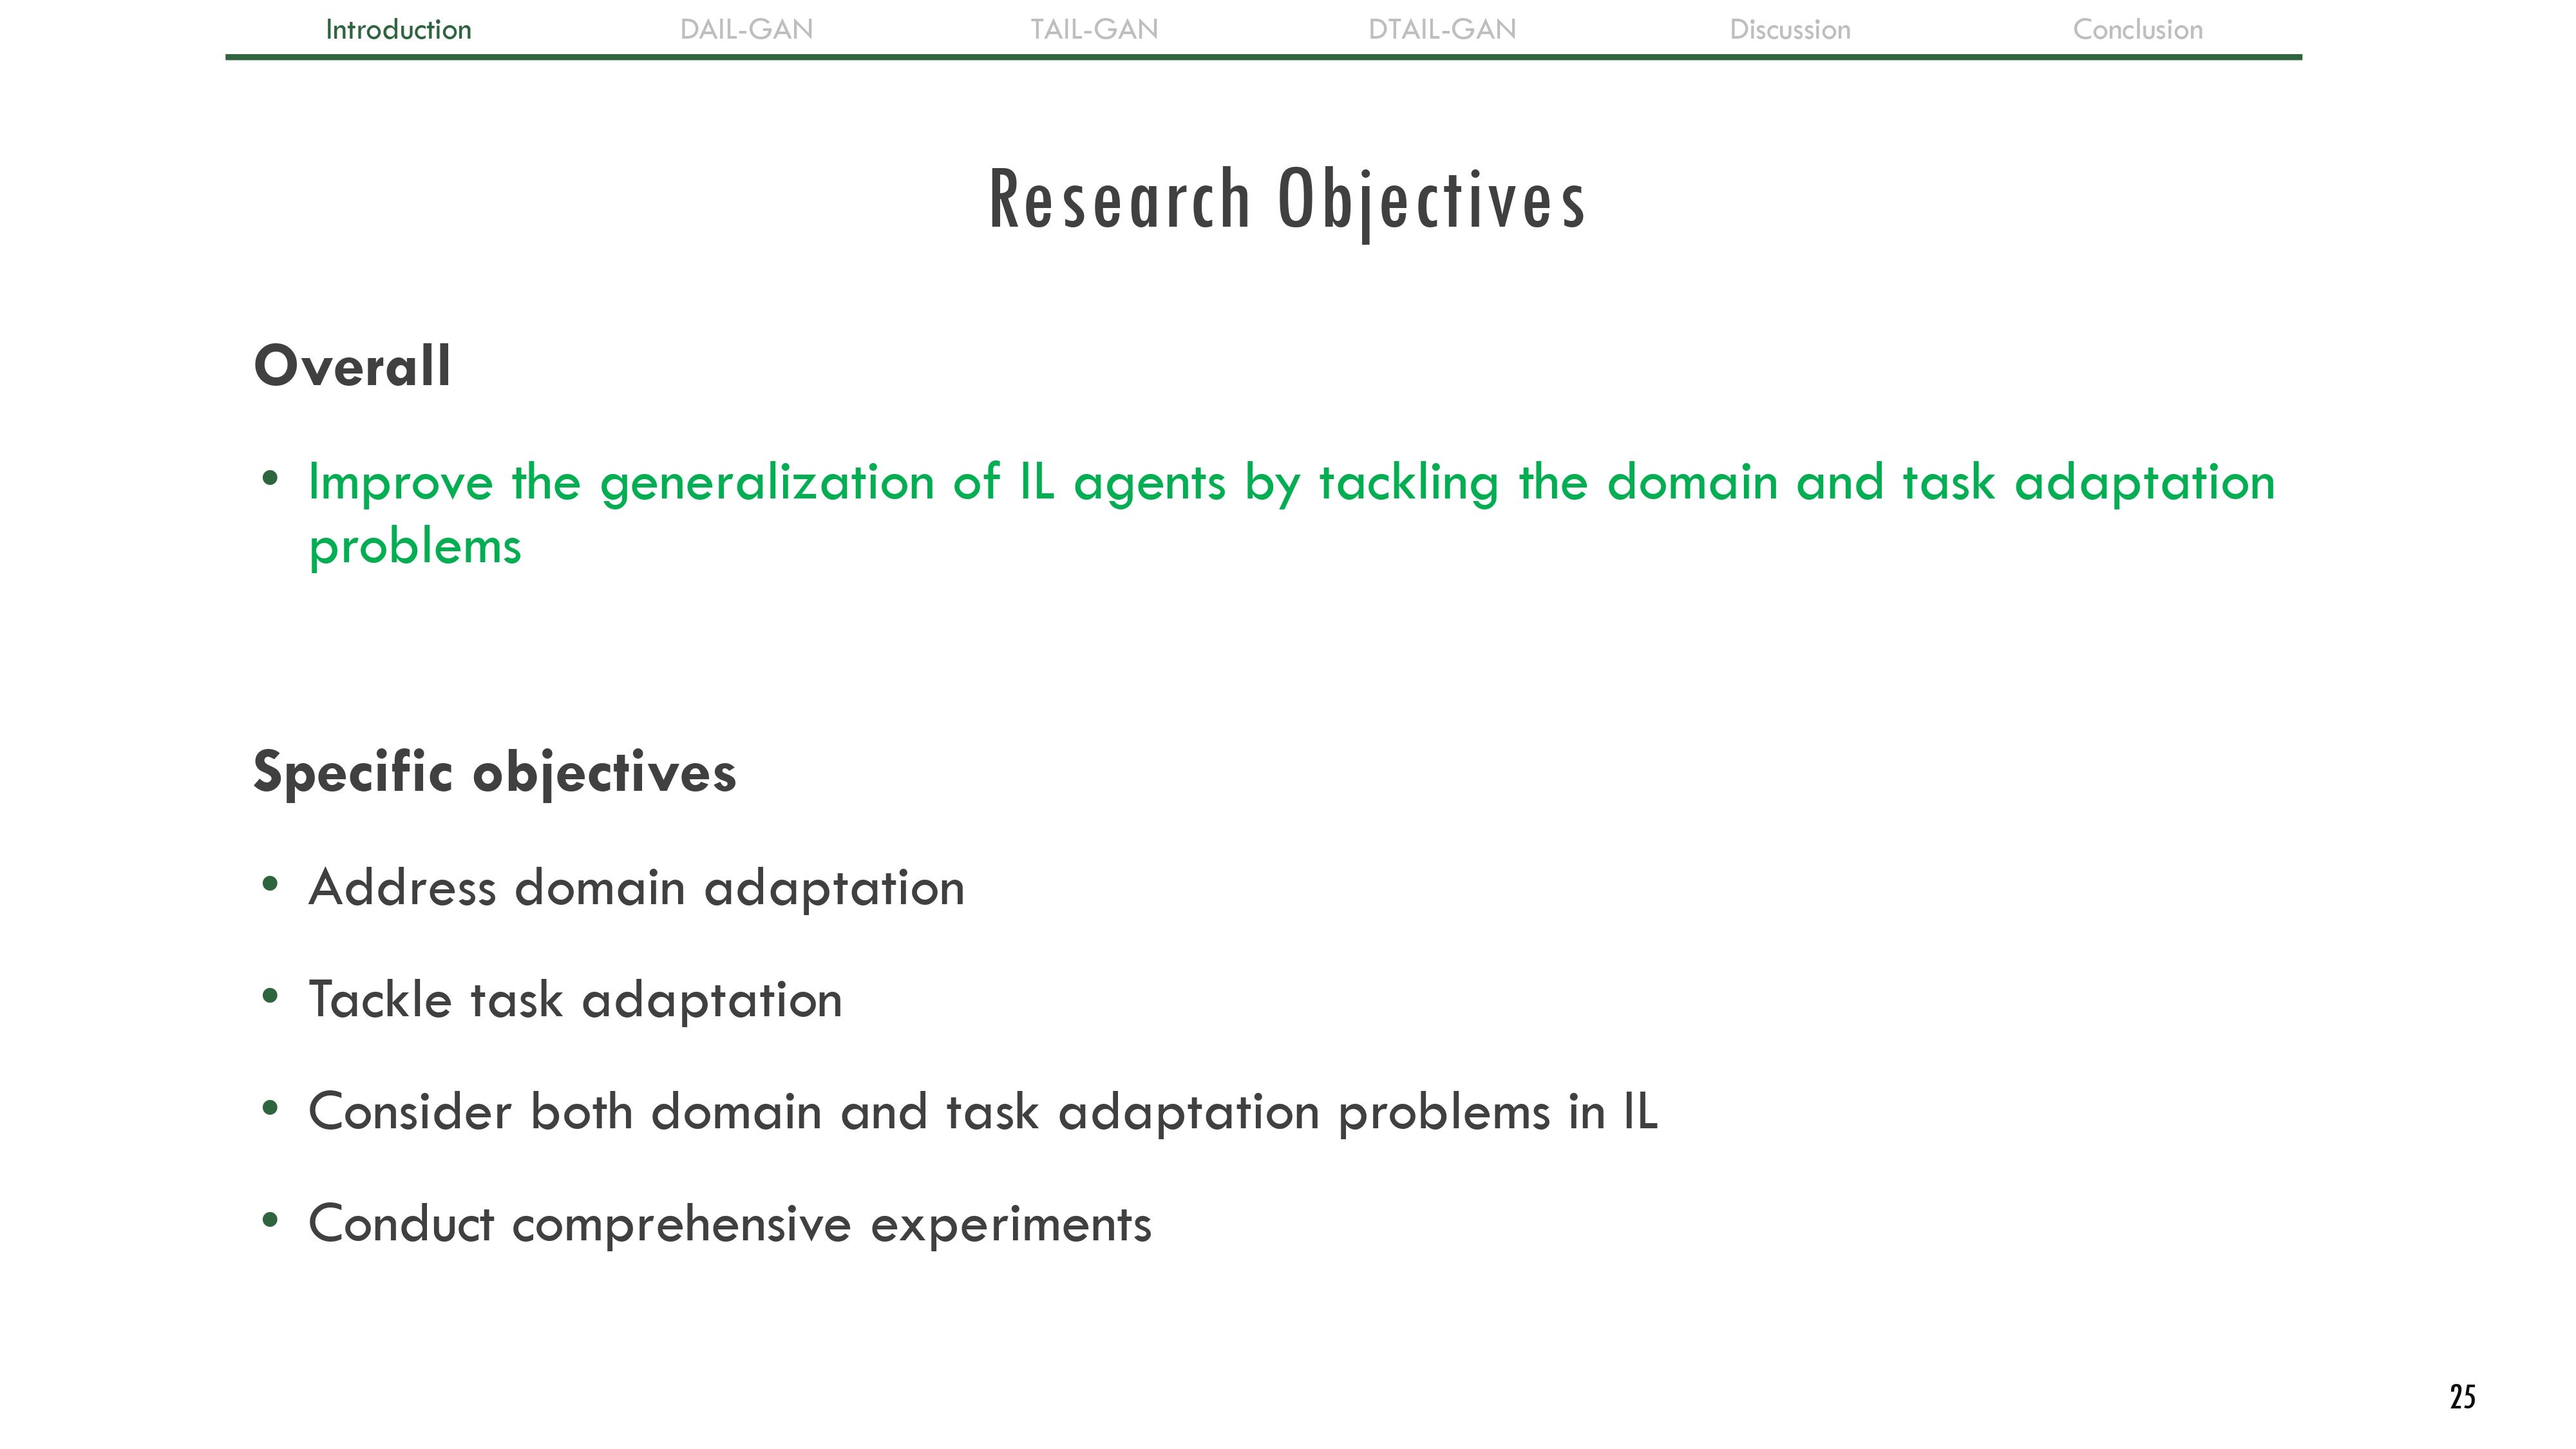 Introduction DAIL-GAN TAIL-GAN DTAIL-GAN Discussion Conclusion
Research Objectives
Overall
• Improve the generalization of IL agents by tackling the domain and task adaptation
problems
Specific objectives
• Address domain adaptation
• Tackle task adaptation
• Consider both domain and task adaptation problems in IL
• Conduct comprehensive experiments
25